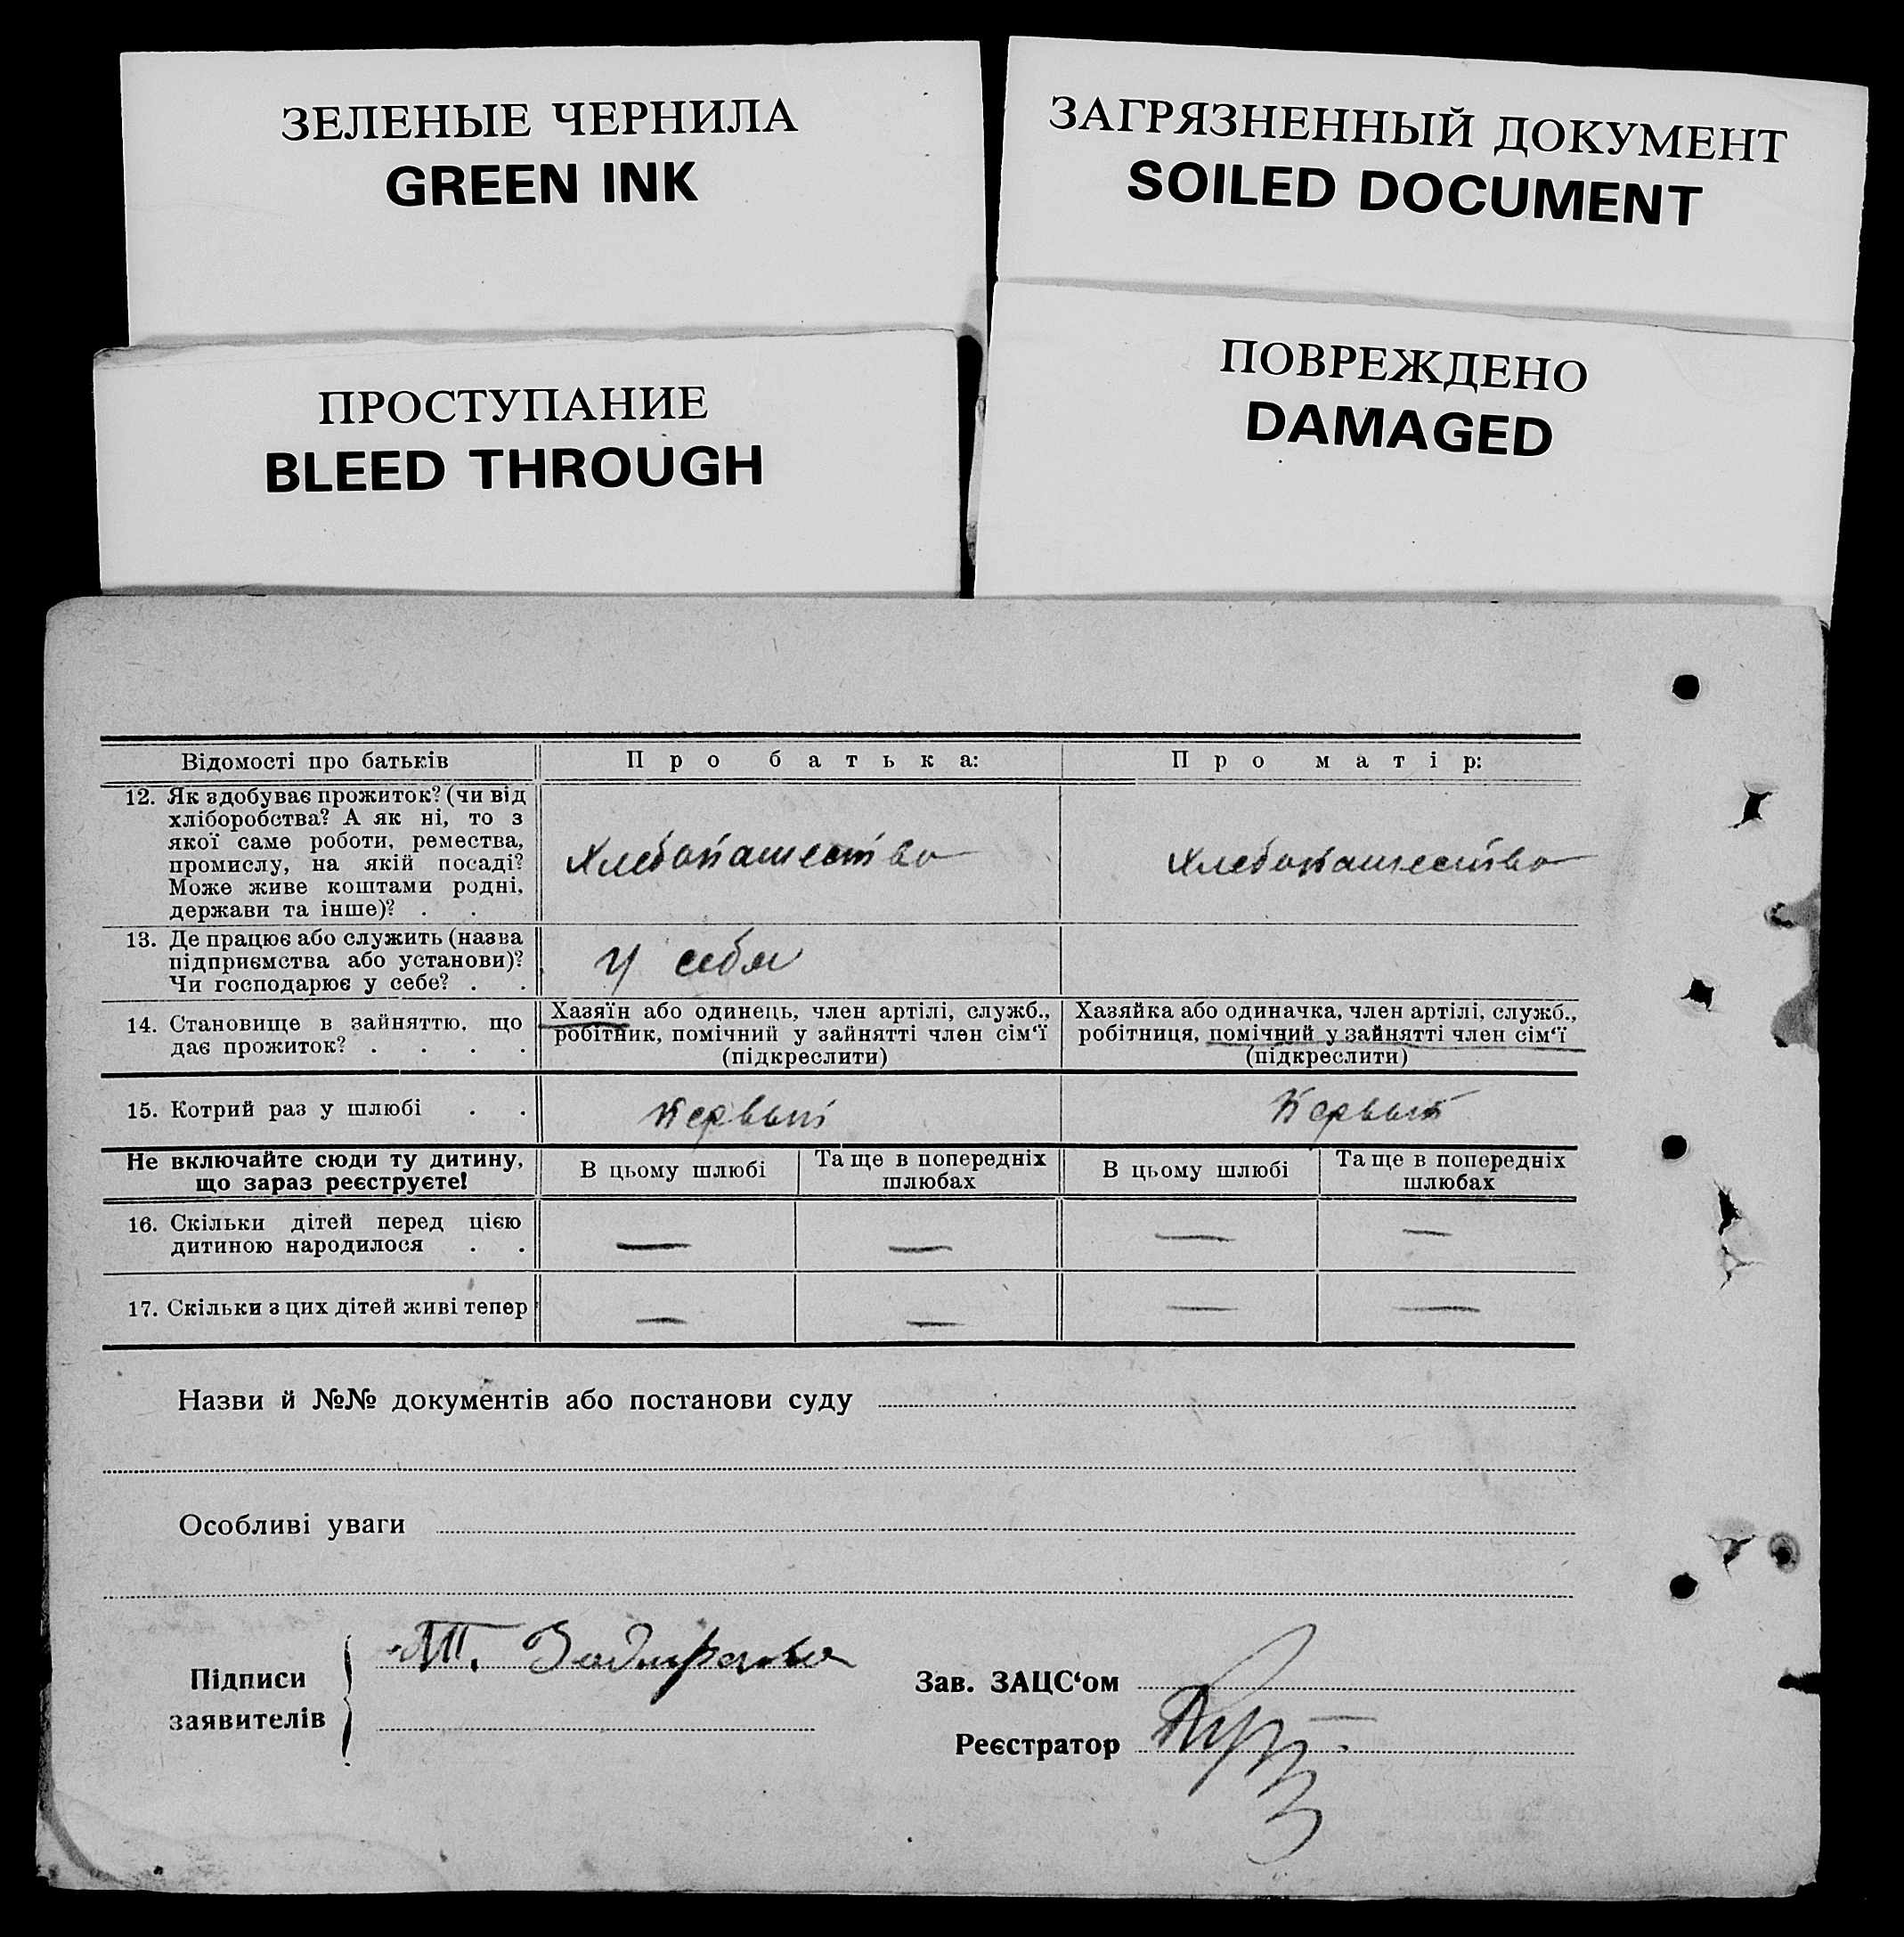 ЗЕЛЕНЫЕ ЧЕРНИЛА
GREEN INK
ЗАГРЯЗНЕННЫЙ ДОКУМЕНТ
SOILED DOCUMENT
ПРОСТУПАНИЕ
BLEED THROUGH
ПОВРЕЖДЕНО
DAMAGED
Відомості про батьків
Про батька:
Про матір:
12. Як здобуває прожиток? (чи від
хліборобства? А як ні, то з
якої саме роботи, ремества,
промислу, на якій посаді?
Може живе коштами родні,
держави та інше)? . .
Хлебопашество
Хлебопашество
13. Де працює або служить (назва
підприємства або установи)?
Чи господарює у себе? . .
У себя
14. Становище в зайняттю, що
дає прожиток? . . . .
Хазяїн або одинець, член артілі, служб.,
робітник, помічний у зайнятті член сім‘ї
(підкреслити)
Хазяйка або одиначка, член артілі, служб.,
робітниця, помічний у зайнятті член сім‘ї
(підкреслити)
15. Котрий раз у шлюбі . .
Первый
Первый
Не включайте сюди ту дитину,
що зараз реєструєте!
В цьому шлюбі
Та ще в попередніх
шлюбах
В цьому шлюбі
Та ще в попередніх
шлюбах
16. Скільки дітей перед цією
дитиною народилося . .
— — — —
17. Скільки з цих дітей живі тепер
— — — —
Назви й №№ документів або постанови суду
Особливі уваги
Підписи
заявителів
Зав. ЗАЦС‘ом
Реєстратор